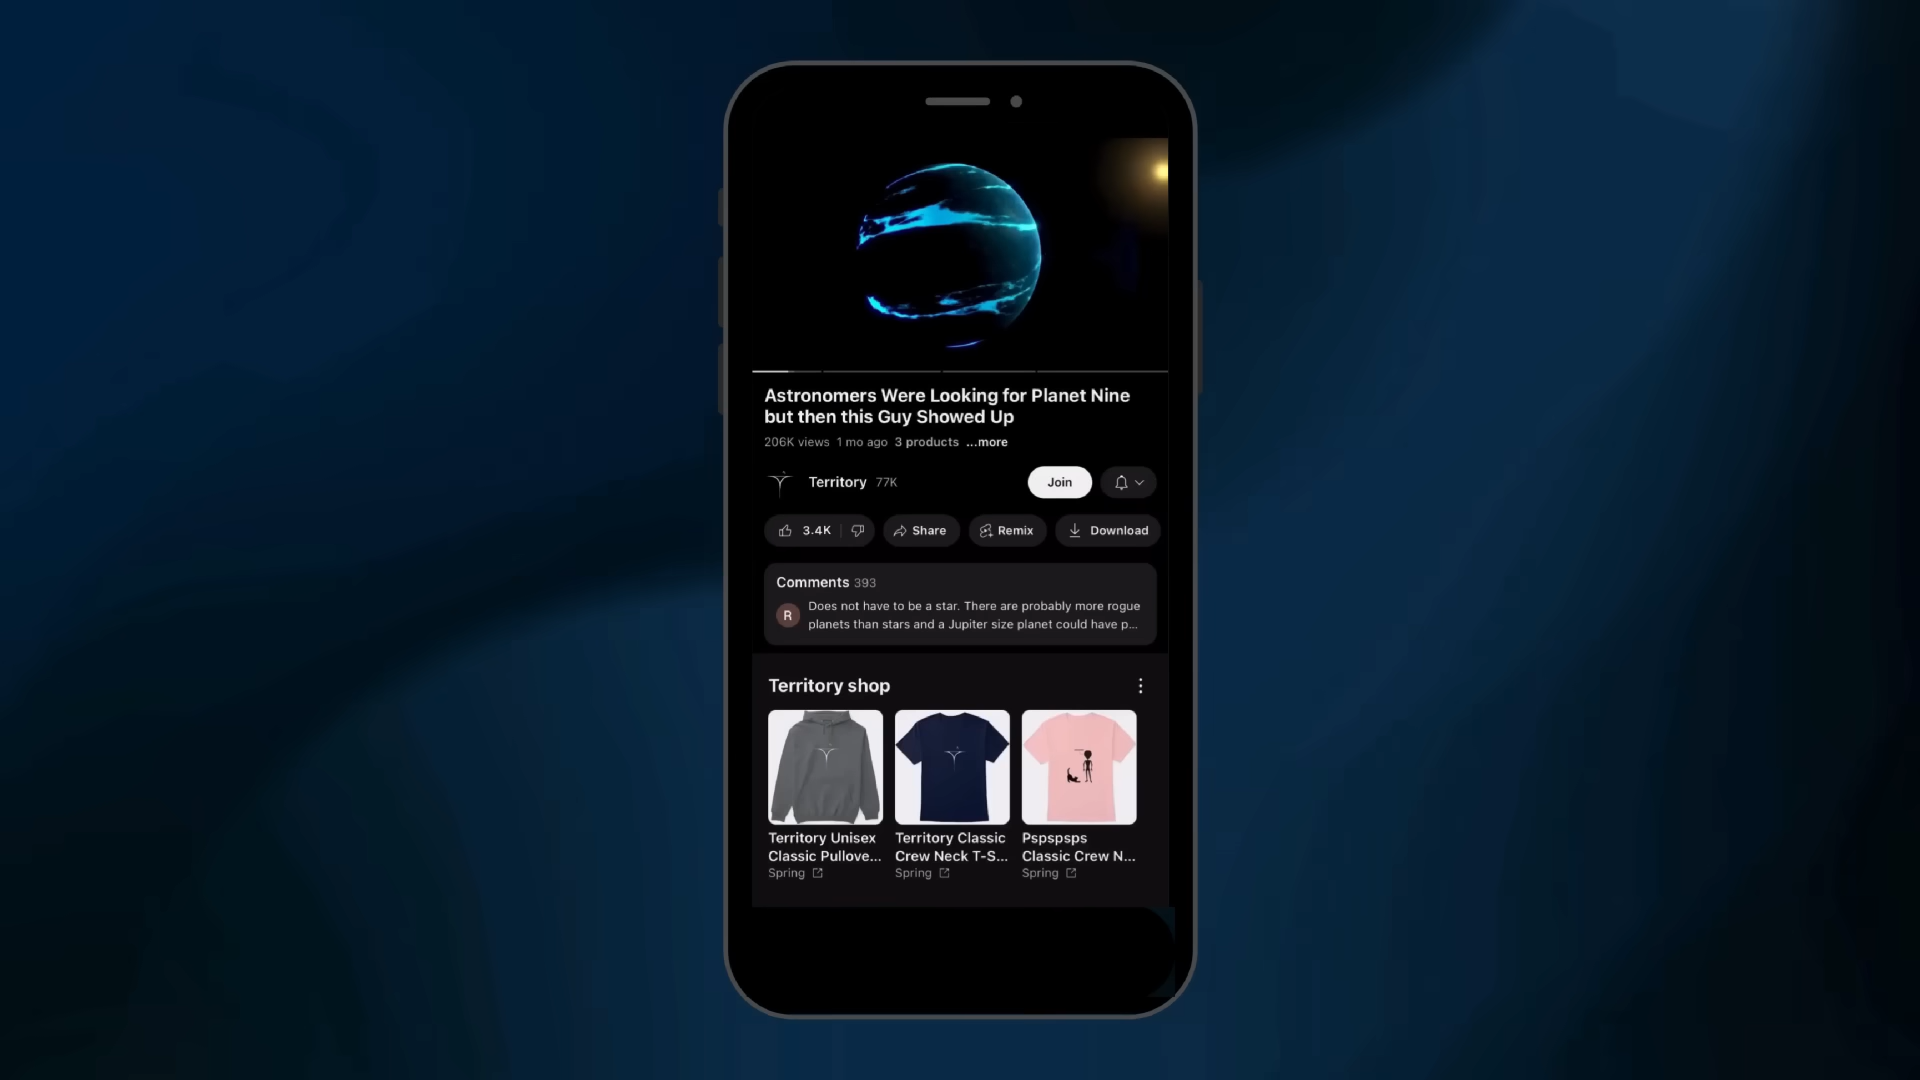 Astronomers Were Looking for Planet Nine
but then this Guy Showed Up
206K views 1 mo ago 3 products ...more
Territory 77K
Join
3.4K
Share
Remix
Download
Comments 393
R
Does not have to be a star. There are probably more rogue
planets than stars and a Jupiter size planet could have p...
Territory shop
Territory Unisex
Classic Pullove...
Spring
Territory Classic
Crew Neck T-S...
Spring
Pspspsps
Classic Crew N...
Spring